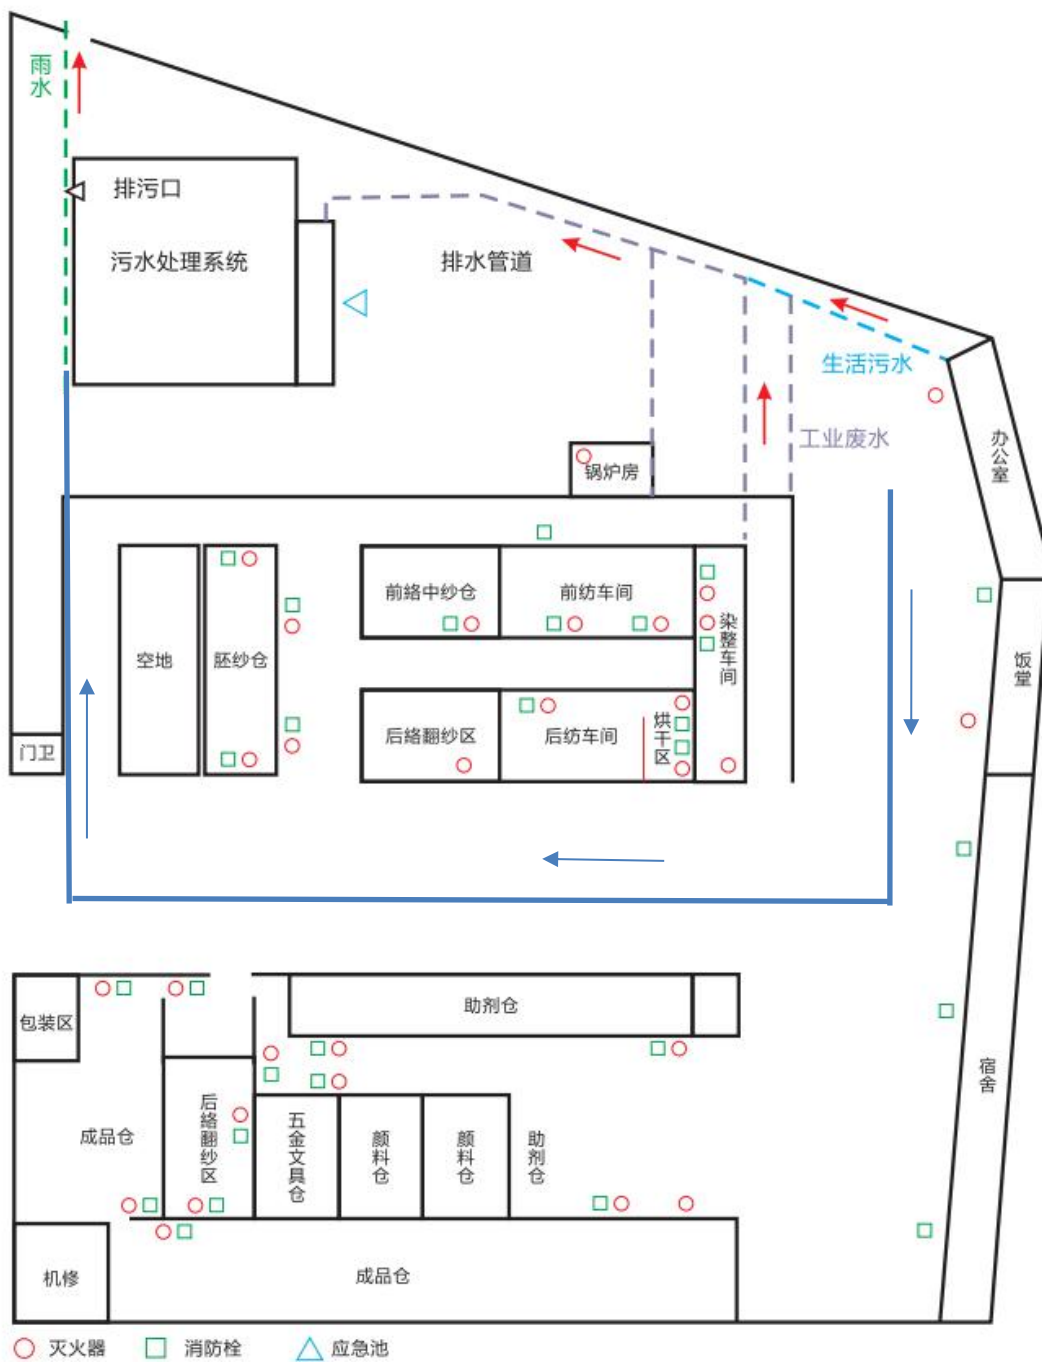 雨水
排污口
污水处理系统
排水管道
生活污水
工业废水
锅炉房
办公室
前絡中纱仓
前纺车间
染整车间
空地
胚纱仓
饭堂
后絡翻纱区
后纺车间
烘干区
门卫
助剂仓
包装区
宿舍
成品仓
后絡翻纱区
五金文具仓
颜料仓
颜料仓
助剂仓
机修
成品仓
灭火器 消防栓 应急池